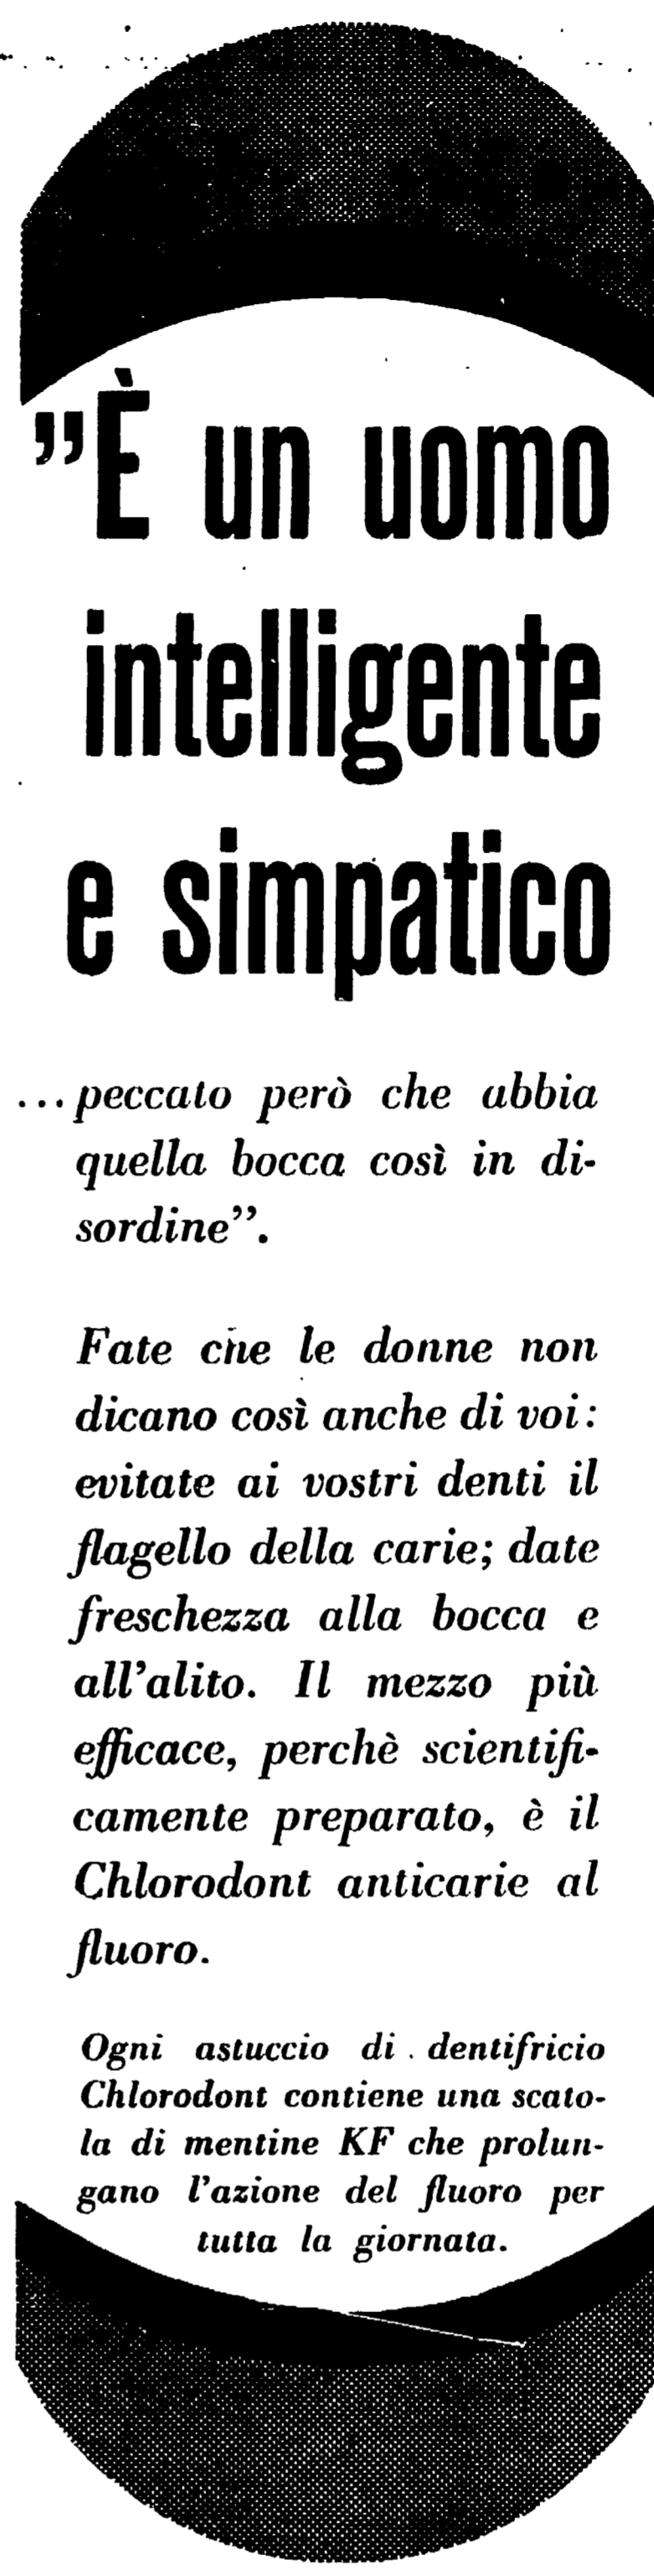 ”È un uomo
intelligente
e simpatico
...peccato però che abbia
quella bocca così in di-
sordine”.
Fate che le donne non
dicano così anche di voi:
evitate ai vostri denti il
flagello della carie; date
freschezza alla bocca e
all’alito. Il mezzo più
efficace, perchè scientifi-
camente preparato, è il
Chlorodont anticarie al
fluoro.
Ogni astuccio di dentifricio
Chlorodont contiene una scato-
la di mentine KF che prolun-
gano l’azione del fluoro per
tutta la giornata.